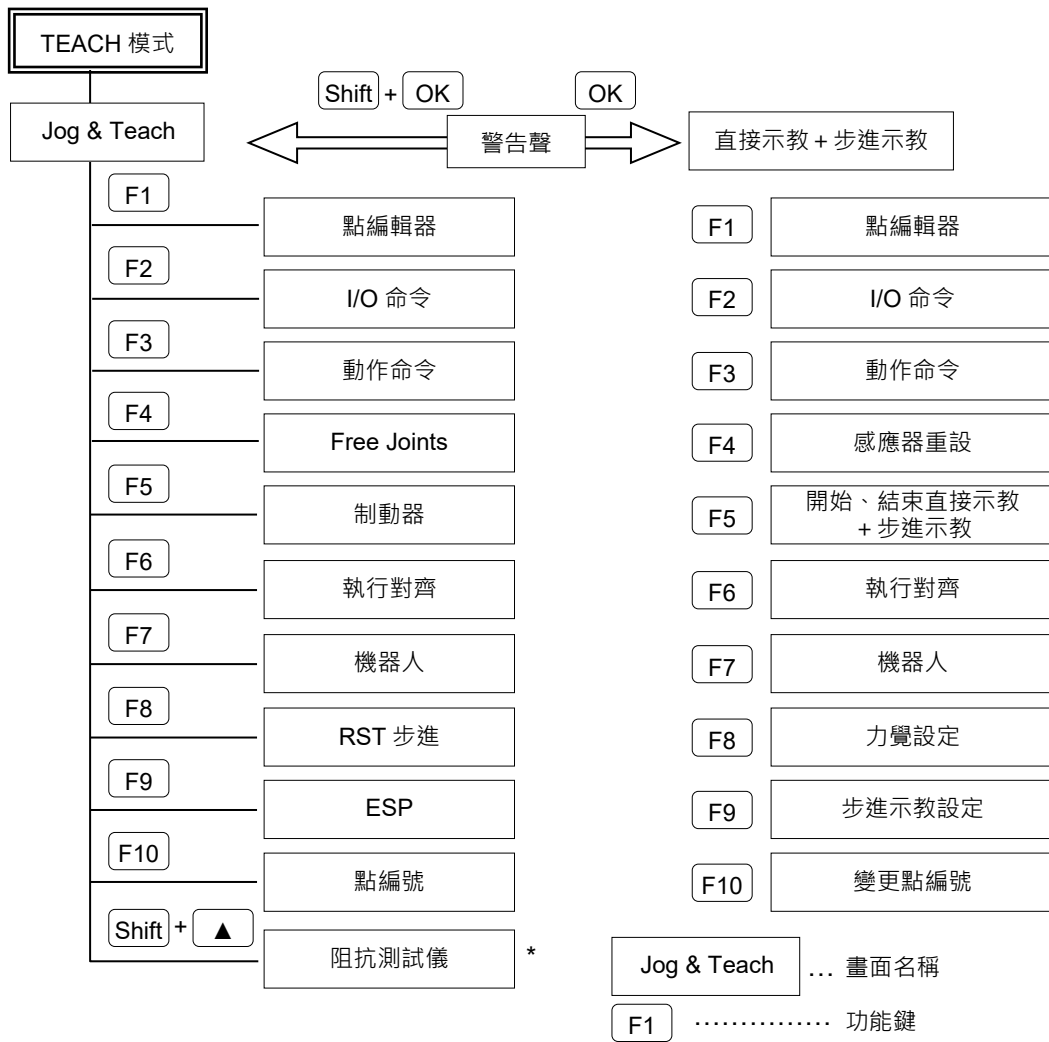 TEACH 模式
Shift + OK OK
Jog & Teach 警告聲 直接示教 + 步進示教
F1 點編輯器 F1 點編輯器
F2 I/O 命令 F2 I/O 命令
F3 動作命令 F3 動作命令
F4 Free Joints F4 感應器重設
F5 制動器 F5 開始、結束直接示教
+ 步進示教
F6 執行對齊 F6 執行對齊
F7 機器人 F7 機器人
F8 RST 步進 F8 力覺設定
F9 ESP F9 步進示教設定
F10 點編號 F10 變更點編號
Shift + ▲ 阻抗測試儀 *
Jog & Teach … 畫面名稱
F1 …………… 功能鍵